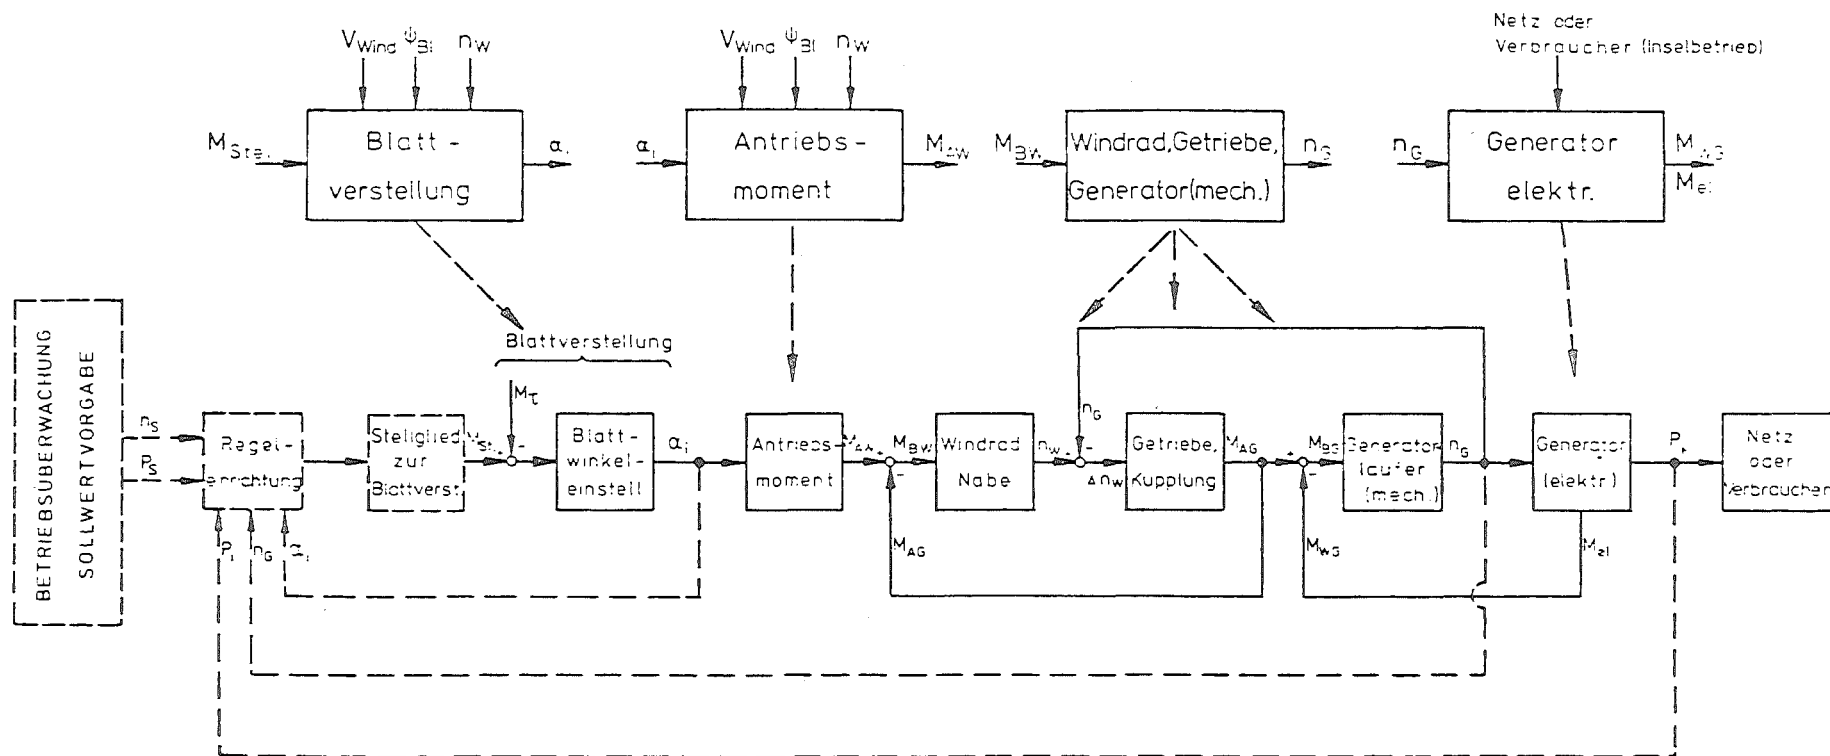 Netz oder
Verbraucher (Inselbetrieb)
V_Wind ψ_Bl n_W
V_Wind ψ_Bl n_W
Blatt-
verstellung
Antriebs-
moment
Windrad, Getriebe,
Generator (mech.)
Generator
elektr.
α_i
α_i
M_AW
M_BW
n_G
n_G
M_AG
M_el
BETRIEBSÜBERWACHUNG
SOLLWERTVORGABE
Blattverstellung
n_S
P_S
Regel-
einrichtung
Stellglied
zur
Blattverst.
M_τ
-
Blatt-
winkel-
einstell
α_i
Antriebs-
moment
M_AW
+
-
M_BW
Windrad
Nabe
n_W
+
n_G
-
Δn_W
Getriebe,
Kupplung
M_AG
+
-
M_BG
Generator
läufer
(mech.)
n_G
Generator
(elektr.)
P_i
Netz
oder
Verbraucher
P_i n_G α_i
M_AG
M_WG
M_el